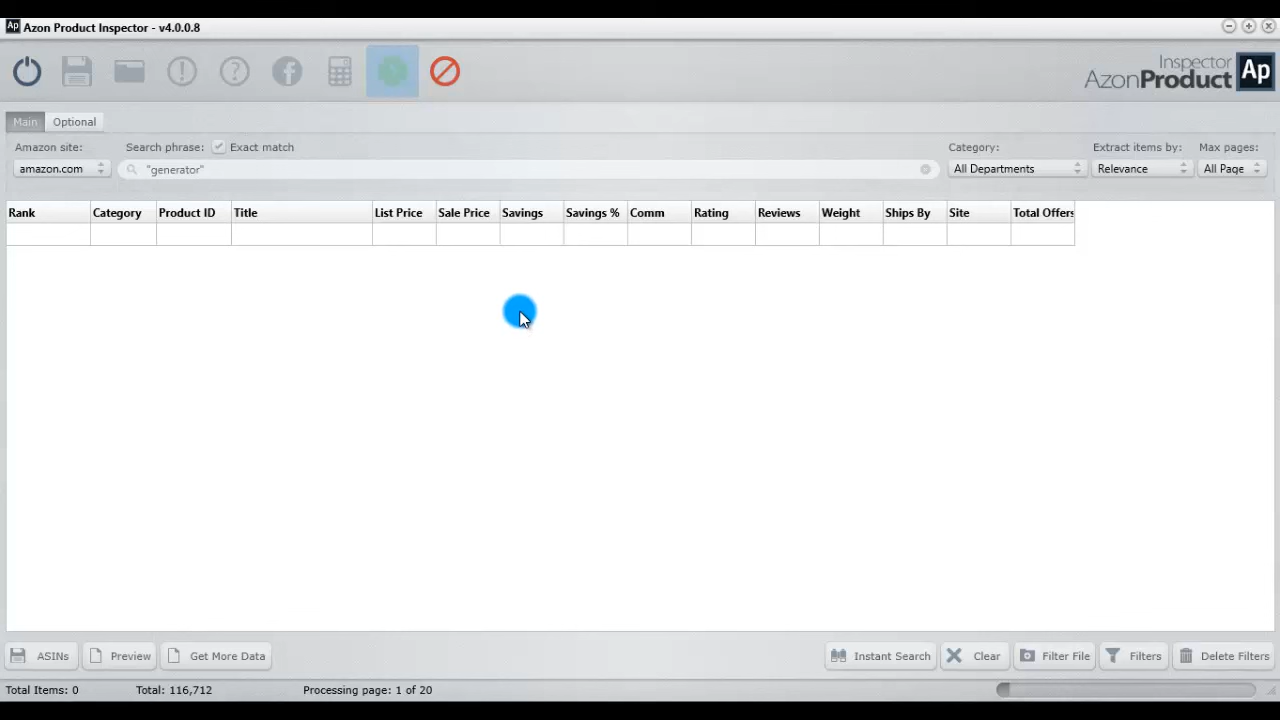 Ap Azon Product Inspector - v4.0.0.8
Inspector
AzonProduct Ap
Main Optional
Amazon site: Search phrase: Exact match Category: Extract items by: Max pages:
amazon.com "generator" All Departments Relevance All Page
Rank Category Product ID Title List Price Sale Price Savings Savings % Comm Rating Reviews Weight Ships By Site Total Offers
ASINs Preview Get More Data Instant Search Clear Filter File Filters Delete Filters
Total Items: 0 Total: 116,712 Processing page: 1 of 20